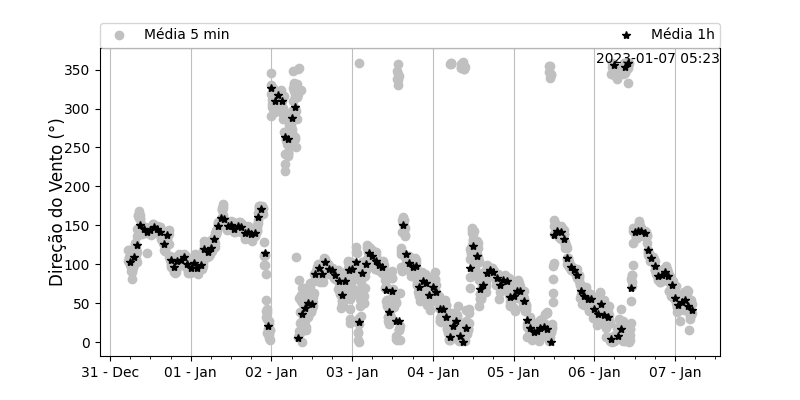 Média 5 min
Média 1h
2023-01-07 05:23
Direção do Vento (°)
350
300
250
200
150
100
50
0
31 - Dec
01 - Jan
02 - Jan
03 - Jan
04 - Jan
05 - Jan
06 - Jan
07 - Jan